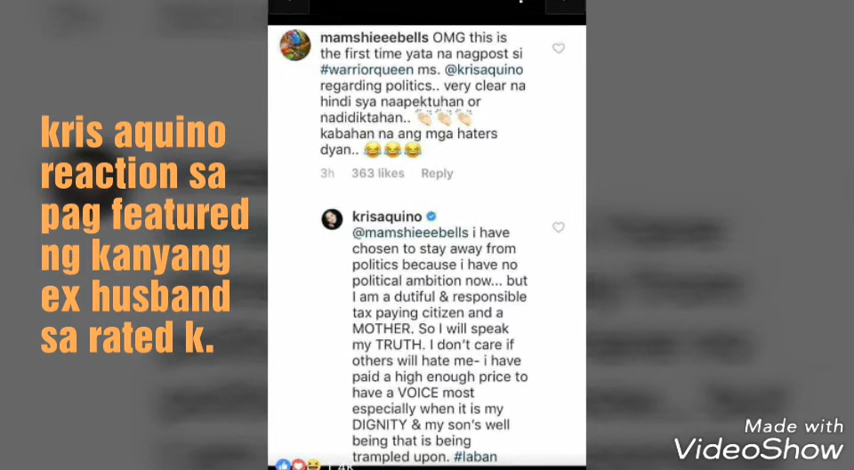 kris aquino
reaction sa
pag featured
ng kanyang
ex husband
sa rated k.
mamshieeebells OMG this is
the first time yata na nagpost si
#warriorqueen ms. @krisaquino
regarding politics.. very clear na
hindi sya naapektuhan or
nadidiktahan.. 👏🏻👏🏻👏🏻
kabahan na ang mga haters
dyan.. 😂😂😂
3h 363 likes Reply
krisaquino
@mamshieeebells i have
chosen to stay away from
politics because i have no
political ambition now... but
I am a dutiful & responsible
tax paying citizen and a
MOTHER. So I will speak
my TRUTH. I don't care if
others will hate me- i have
paid a high enough price to
have a VOICE most
especially when it is my
DIGNITY & my son's well
being that is being
trampled upon. #laban
Made with
VideoShow